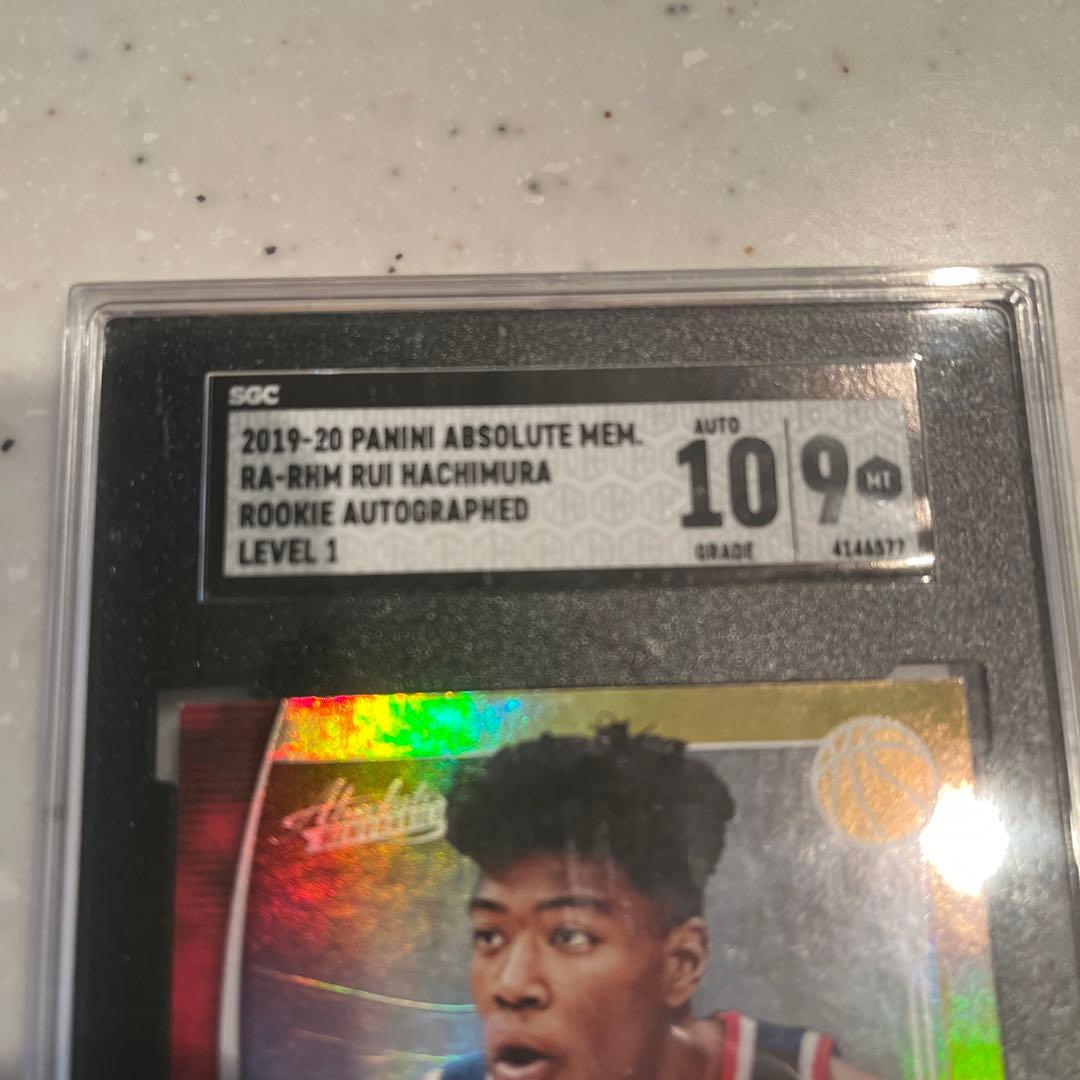 SGC
2019-20 PANINI ABSOLUTE MEM.
RA-RHM RUI HACHIMURA
ROOKIE AUTOGRAPHED
LEVEL 1
AUTO
10
GRADE
9 MT
4146577
Absolute